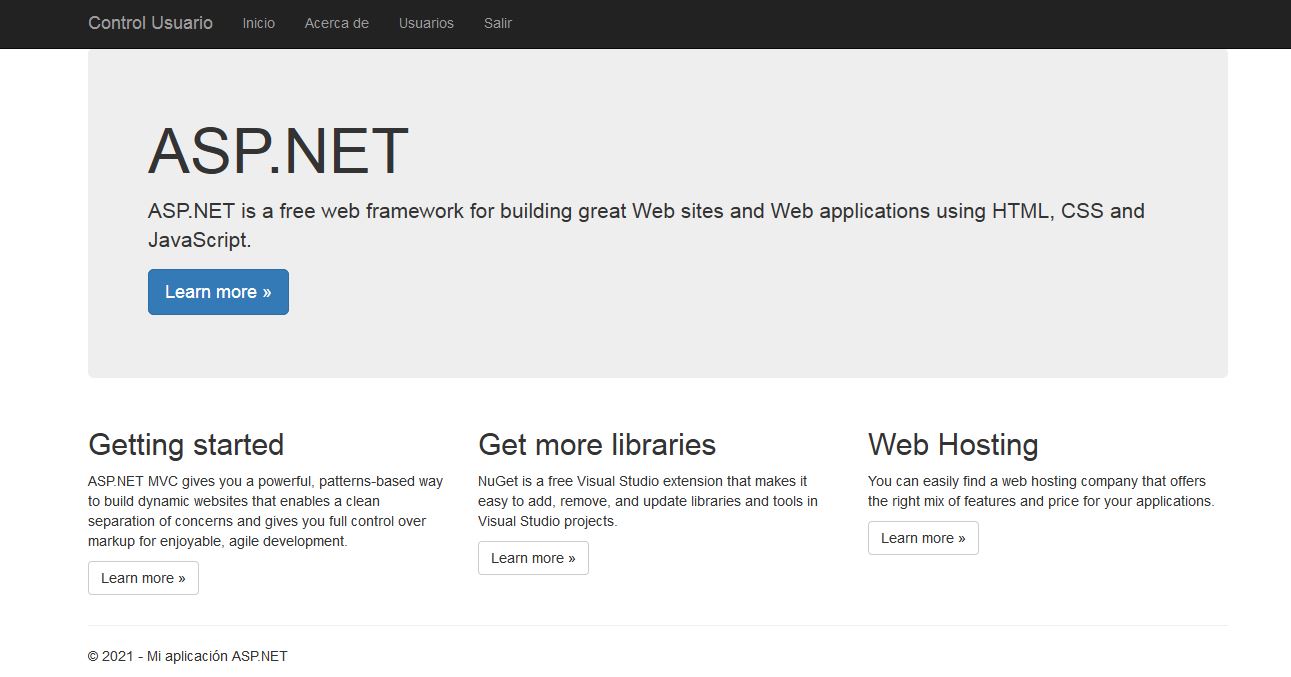 Control Usuario Inicio Acerca de Usuarios Salir
ASP.NET
ASP.NET is a free web framework for building great Web sites and Web applications using HTML, CSS and
JavaScript.
Learn more »
Getting started
ASP.NET MVC gives you a powerful, patterns-based way
to build dynamic websites that enables a clean
separation of concerns and gives you full control over
markup for enjoyable, agile development.
Learn more »
Get more libraries
NuGet is a free Visual Studio extension that makes it
easy to add, remove, and update libraries and tools in
Visual Studio projects.
Learn more »
Web Hosting
You can easily find a web hosting company that offers
the right mix of features and price for your applications.
Learn more »
© 2021 - Mi aplicación ASP.NET